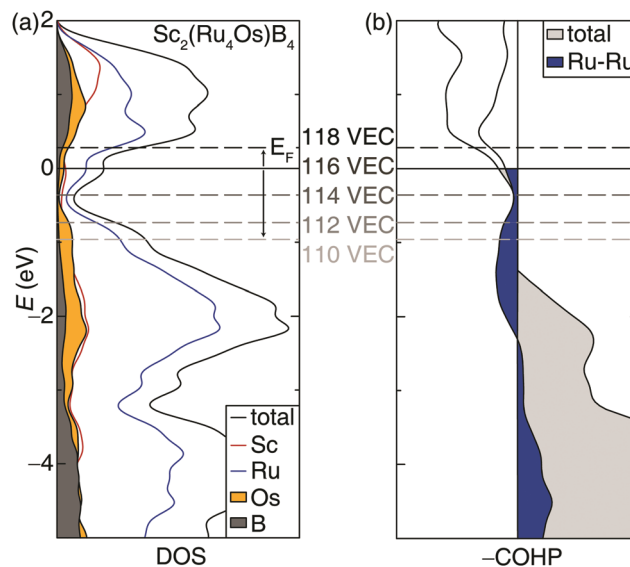 (a)
Sc₂(Ru₄Os)B₄
2
0
−2
−4
E (eV)
E_F
total
Sc
Ru
Os
B
DOS
118 VEC
116 VEC
114 VEC
112 VEC
110 VEC
(b)
total
Ru-Ru
−COHP